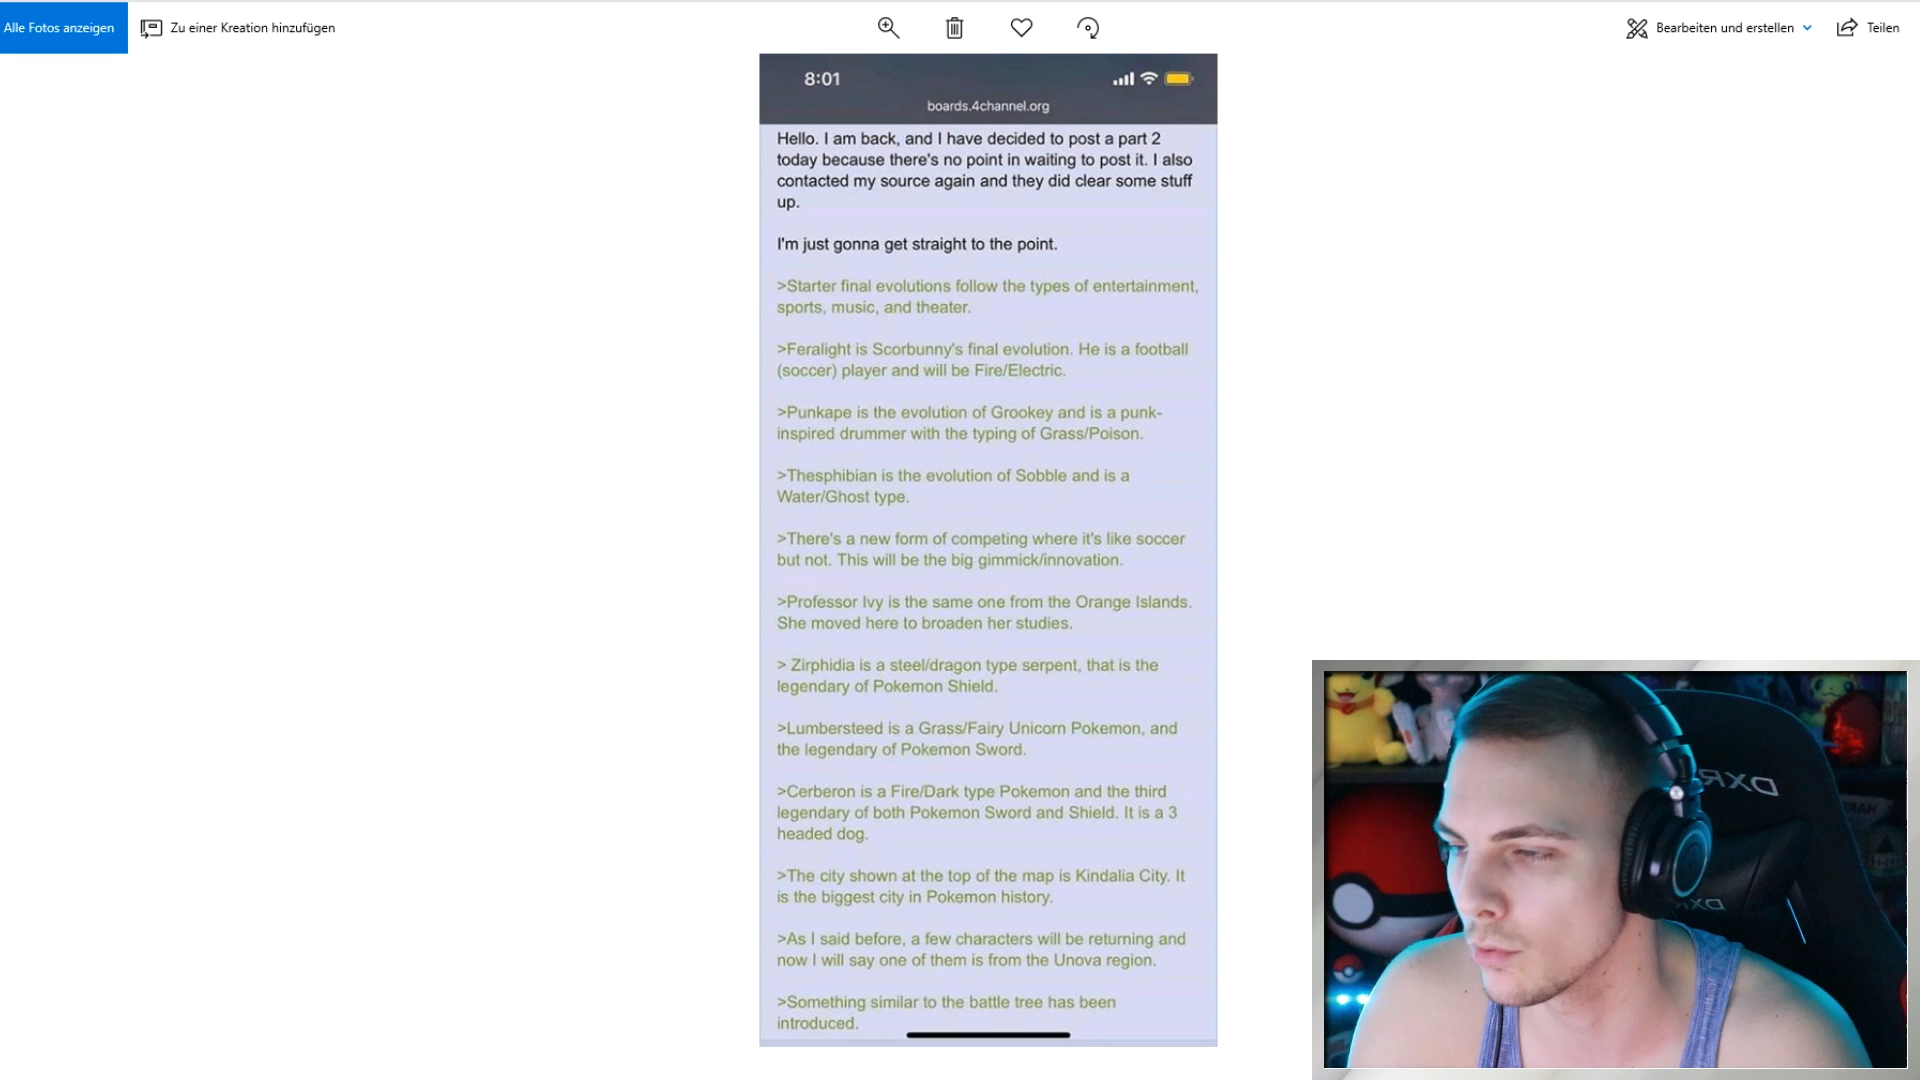 Alle Fotos anzeigen
Zu einer Kreation hinzufügen
Bearbeiten und erstellen
Teilen
8:01
boards.4channel.org
Hello. I am back, and I have decided to post a part 2
today because there's no point in waiting to post it. I also
contacted my source again and they did clear some stuff
up.
I'm just gonna get straight to the point.
>Starter final evolutions follow the types of entertainment,
sports, music, and theater.
>Feralight is Scorbunny's final evolution. He is a football
(soccer) player and will be Fire/Electric.
>Punkape is the evolution of Grookey and is a punk-
inspired drummer with the typing of Grass/Poison.
>Thesphibian is the evolution of Sobble and is a
Water/Ghost type.
>There's a new form of competing where it's like soccer
but not. This will be the big gimmick/innovation.
>Professor Ivy is the same one from the Orange Islands.
She moved here to broaden her studies.
> Zirphidia is a steel/dragon type serpent, that is the
legendary of Pokemon Shield.
>Lumbersteed is a Grass/Fairy Unicorn Pokemon, and
the legendary of Pokemon Sword.
>Cerberon is a Fire/Dark type Pokemon and the third
legendary of both Pokemon Sword and Shield. It is a 3
headed dog.
>The city shown at the top of the map is Kindalia City. It
is the biggest city in Pokemon history.
>As I said before, a few characters will be returning and
now I will say one of them is from the Unova region.
>Something similar to the battle tree has been
introduced.